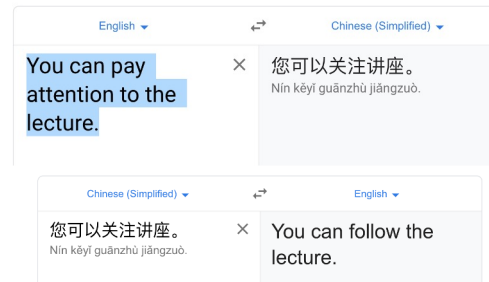 English Chinese (Simplified)
You can pay 您可以关注讲座。
attention to the Nín kěyǐ guānzhù jiǎngzuò.
lecture.
Chinese (Simplified) English
您可以关注讲座。 You can follow the
Nín kěyǐ guānzhù jiǎngzuò. lecture.